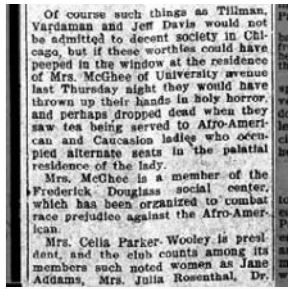 Of course such things as Tillman,
Vardaman and Jeff Davis would not
be admitted to decent society in Chi-
cago, but if these worthies could have
peeped in the window at the residence
of Mrs. McGhee of University avenue
last Thursday night they would have
thrown up their hands in holy horror,
and perhaps dropped dead when they
saw tea being served to Afro-Ameri-
can and Caucasion ladies who occu-
pied alternate seats in the palatial
residence of the lady.
Mrs. McGhee is a member of the
Frederick Douglass social center,
which has been organized to combat
race prejudice against the Afro-Amer-
ican.
Mrs. Celia Parker-Wooley is presi-
dent, and the club counts among its
members such noted women as Jane
Addams, Mrs. Julia Rosenthal, Dr.